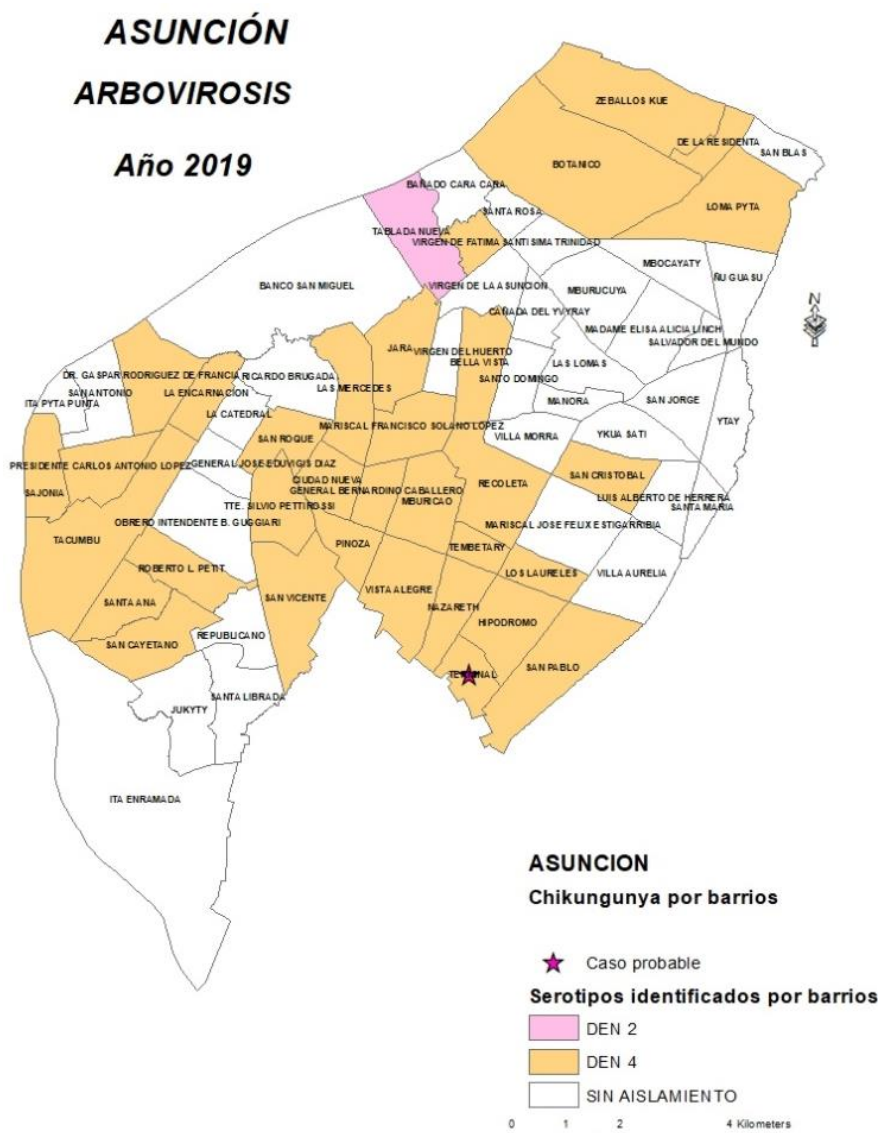 ASUNCIÓN
ARBOVIROSIS
Año 2019
ZEBALLOS KUE
DE LA RESIDENTA
SAN BLAS
BOTANICO
BAÑADO CARA CARA
LOMA PYTA
SANTA ROSA
TABLADA NUEVA
VIRGEN DE FATIMA
SANTISIMA TRINIDAD
MBOCAYATY
ÑU GUASU
BANCO SAN MIGUEL
VIRGEN DE LA ASUNCION
MBURUCUYA
N
CAÑADA DEL YVYRAY
MADAME ELISA ALICIA LINCH
SALVADOR DEL MUNDO
JARA
VIRGEN DEL HUERTO
BELLA VISTA
LAS LOMAS
DR. GASPAR RODRIGUEZ DE FRANCIA
RICARDO BRUGADA
SANTO DOMINGO
SAN ANTONIO
LA ENCARNACION
LAS MERCEDES
ITA PYTA PUNTA
MANORA
SAN JORGE
LA CATEDRAL
YTAY
MARISCAL FRANCISCO SOLANO LOPEZ
VILLA MORRA
YKUA SATI
SAN ROQUE
PRESIDENTE CARLOS ANTONIO LOPEZ
GENERAL JOSE EDUVIGIS DIAZ
SAJONIA
CIUDAD NUEVA
RECOLETA
SAN CRISTOBAL
GENERAL BERNARDINO CABALLERO
MBURICAO
LUIS ALBERTO DE HERRERA
SANTA MARIA
TTE. SILVIO PETTIROSSI
OBRERO INTENDENTE B. GUGGIARI
MARISCAL JOSE FELIX ESTIGARRIBIA
TACUMBU
PINOZA
TEMBETARY
ROBERTO L. PETIT
LOS LAURELES
VILLA AURELIA
VISTA ALEGRE
SAN VICENTE
SANTA ANA
NAZARETH
HIPODROMO
REPUBLICANO
SAN CAYETANO
SAN PABLO
TERMINAL
SANTA LIBRADA
JUKYTY
ITA ENRAMADA
ASUNCION
Chikungunya por barrios
Caso probable
Serotipos identificados por barrios
DEN 2
DEN 4
SIN AISLAMIENTO
0 1 2 4 Kilometers